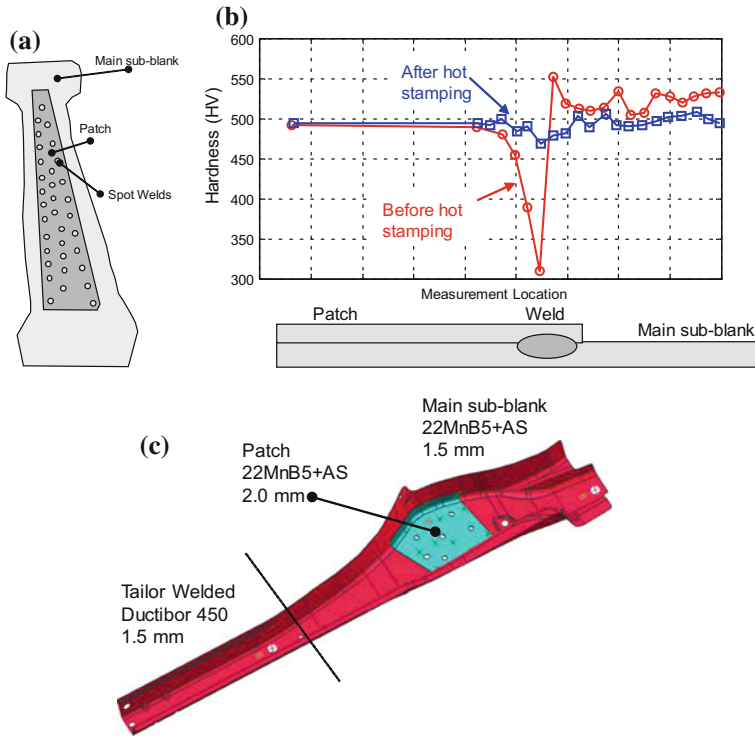 (a)
Main sub-blank
Patch
Spot Welds
(b)
600
550
500
450
400
350
300
Hardness (HV)
After hot
stamping
Before hot
stamping
Measurement Location
Patch
Weld
Main sub-blank
(c)
Main sub-blank
22MnB5+AS
1.5 mm
Patch
22MnB5+AS
2.0 mm
Tailor Welded
Ductibor 450
1.5 mm